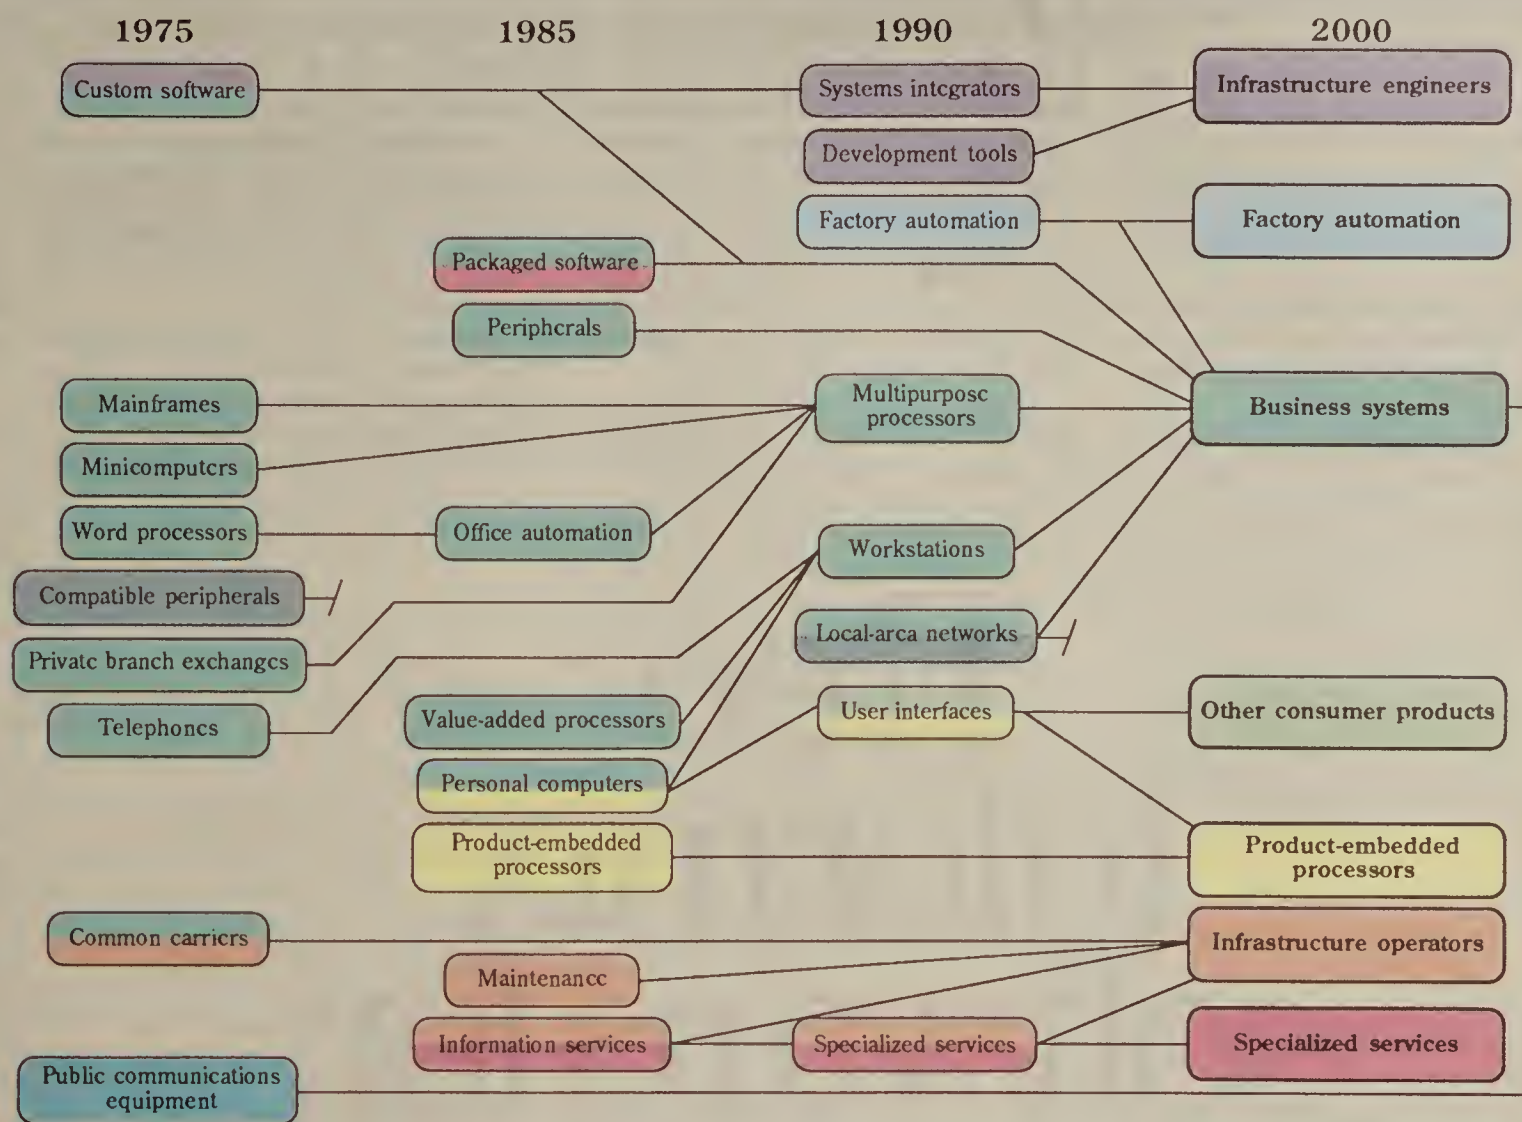 1975 1985 1990 2000
Custom software Systems integrators Infrastructure engineers
Development tools
Factory automation Factory automation
Packaged software
Peripherals
Mainframes Multipurpose
processors Business systems
Minicomputers
Word processors Office automation Workstations
Compatible peripherals
Local-area networks
Private branch exchanges
Telephones Value-added processors User interfaces Other consumer products
Personal computers
Product-embedded
processors Product-embedded
processors
Common carriers Infrastructure operators
Maintenance
Information services Specialized services Specialized services
Public communications
equipment